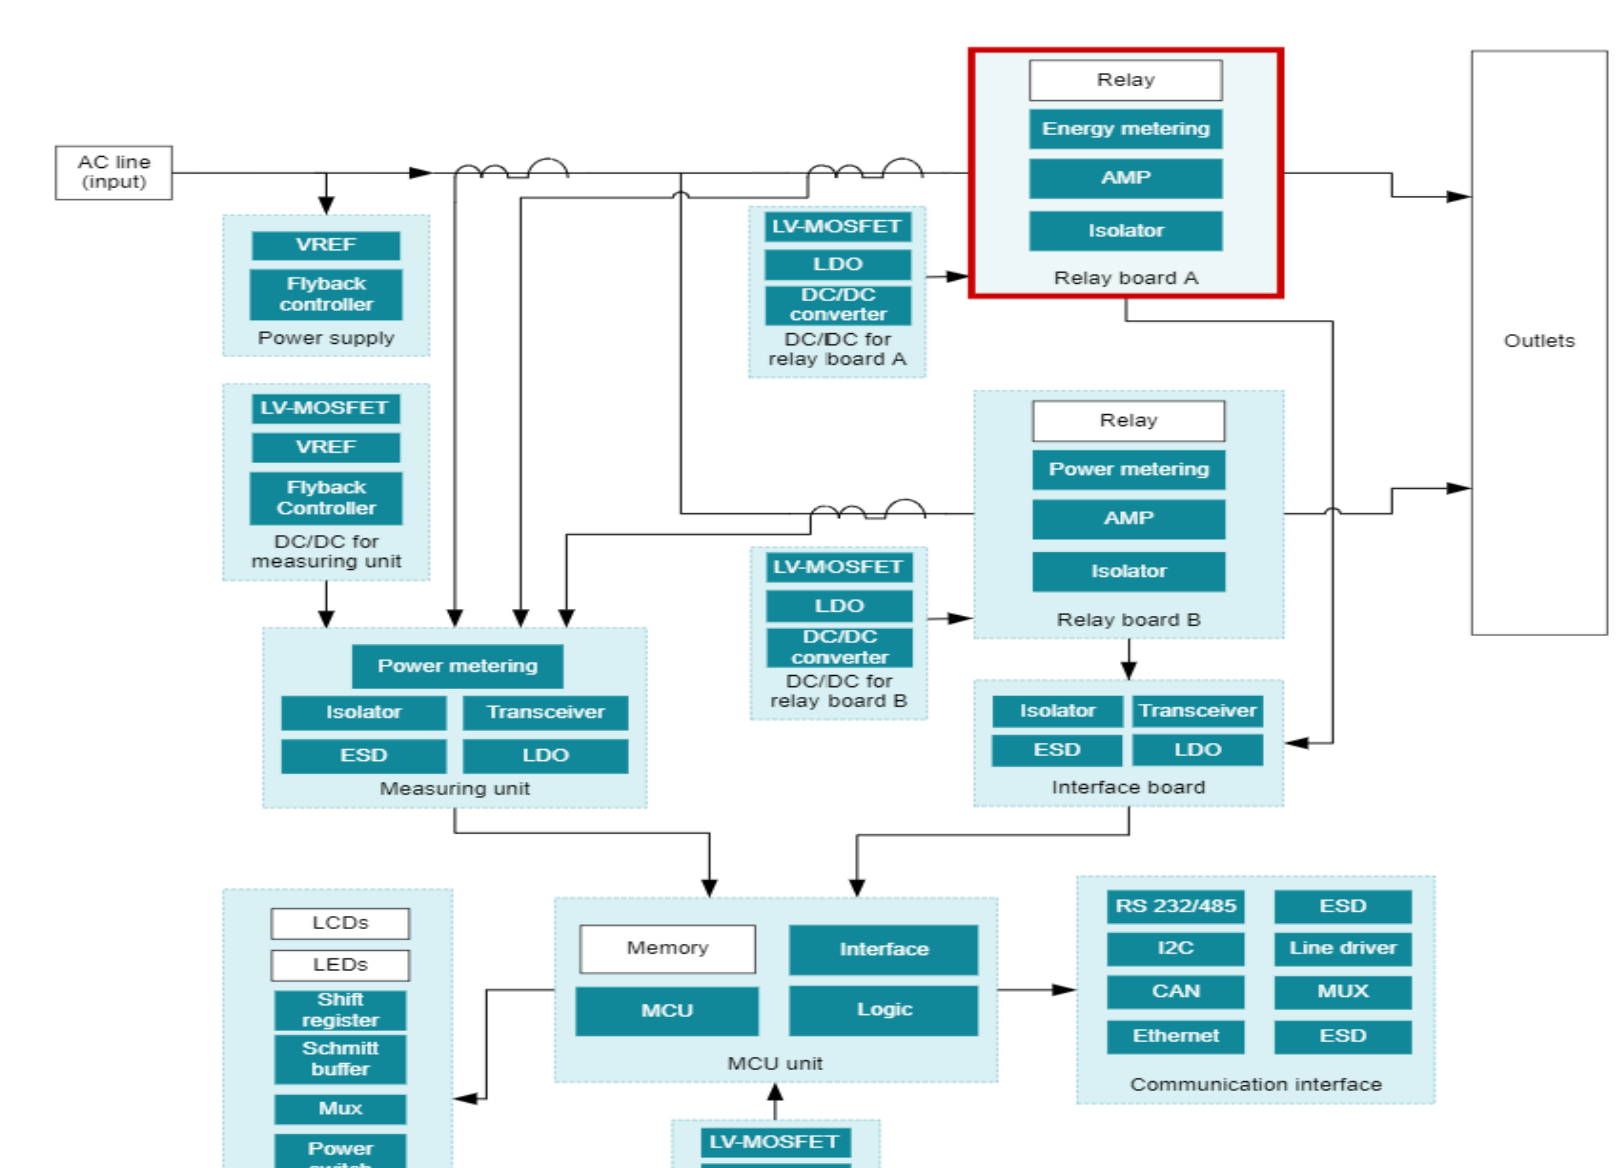 AC line
(input)
VREF
Flyback
controller
Power supply
LV-MOSFET
VREF
Flyback
Controller
DC/DC for
measuring unit
LV-MOSFET
LDO
DC/DC
converter
DC/DC for
relay board A
Relay
Energy metering
AMP
Isolator
Relay board A
Outlets
LV-MOSFET
LDO
DC/DC
converter
DC/DC for
relay board B
Relay
Power metering
AMP
Isolator
Relay board B
Power metering
Isolator
Transceiver
ESD
LDO
Measuring unit
Isolator
Transceiver
ESD
LDO
Interface board
LCDs
LEDs
Shift
register
Schmitt
buffer
Mux
Power
switch
Memory
Interface
MCU
Logic
MCU unit
LV-MOSFET
RS 232/485
ESD
I2C
Line driver
CAN
MUX
Ethernet
ESD
Communication interface